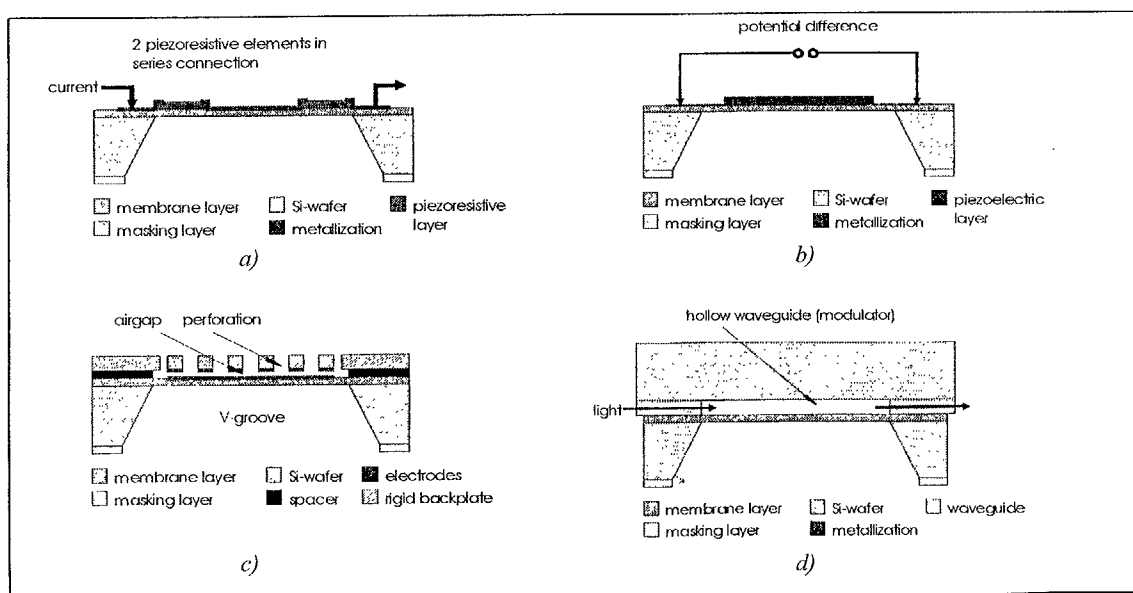 2 piezoresistive elements in
series connection
current
membrane layer
Si-wafer
piezoresistive
layer
masking layer
metallization
a)
potential difference
membrane layer
Si-wafer
piezoelectric
layer
masking layer
metallization
b)
airgap
perforation
V-groove
membrane layer
Si-wafer
electrodes
masking layer
spacer
rigid backplate
c)
hollow waveguide (modulator)
light
membrane layer
Si-wafer
waveguide
masking layer
metallization
d)